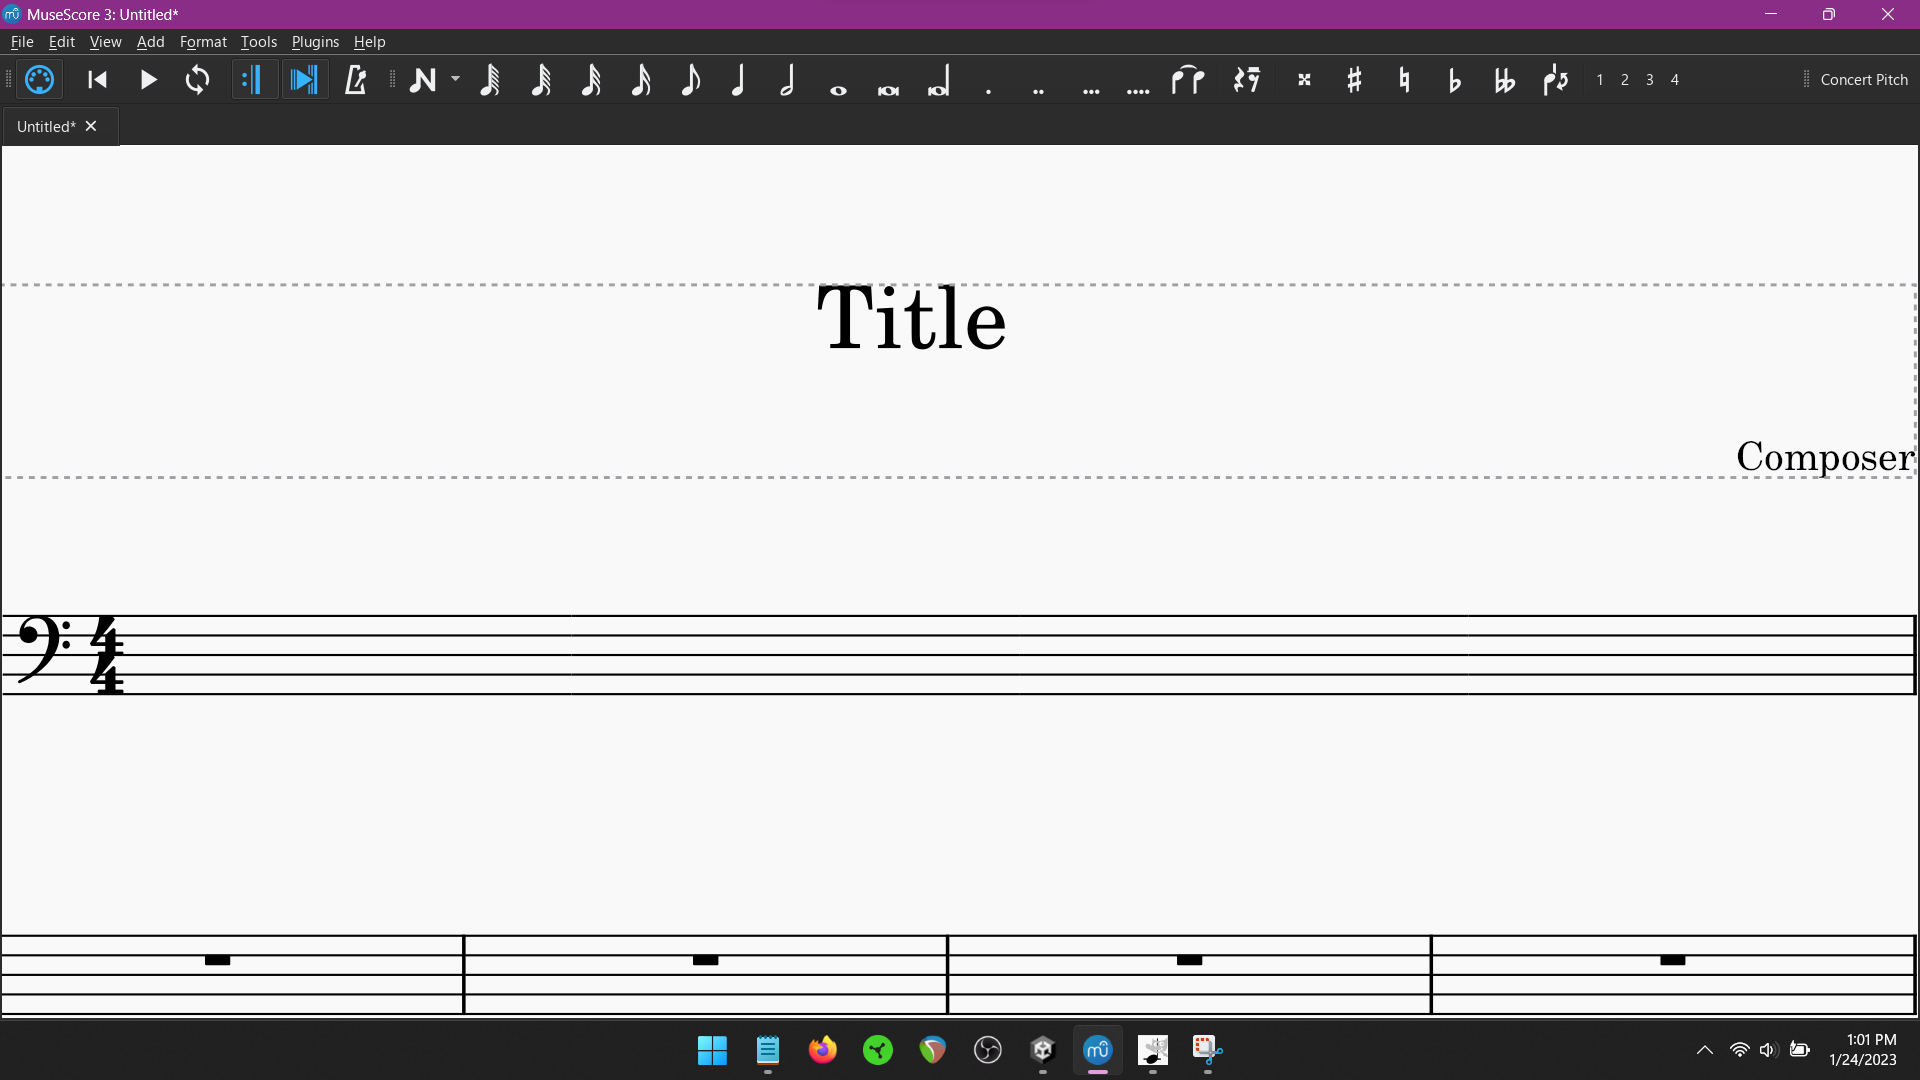 MuseScore 3: Untitled*
File Edit View Add Format Tools Plugins Help
1 2 3 4 Concert Pitch
Untitled*
Title
Composer
4
4
1:01 PM
1/24/2023